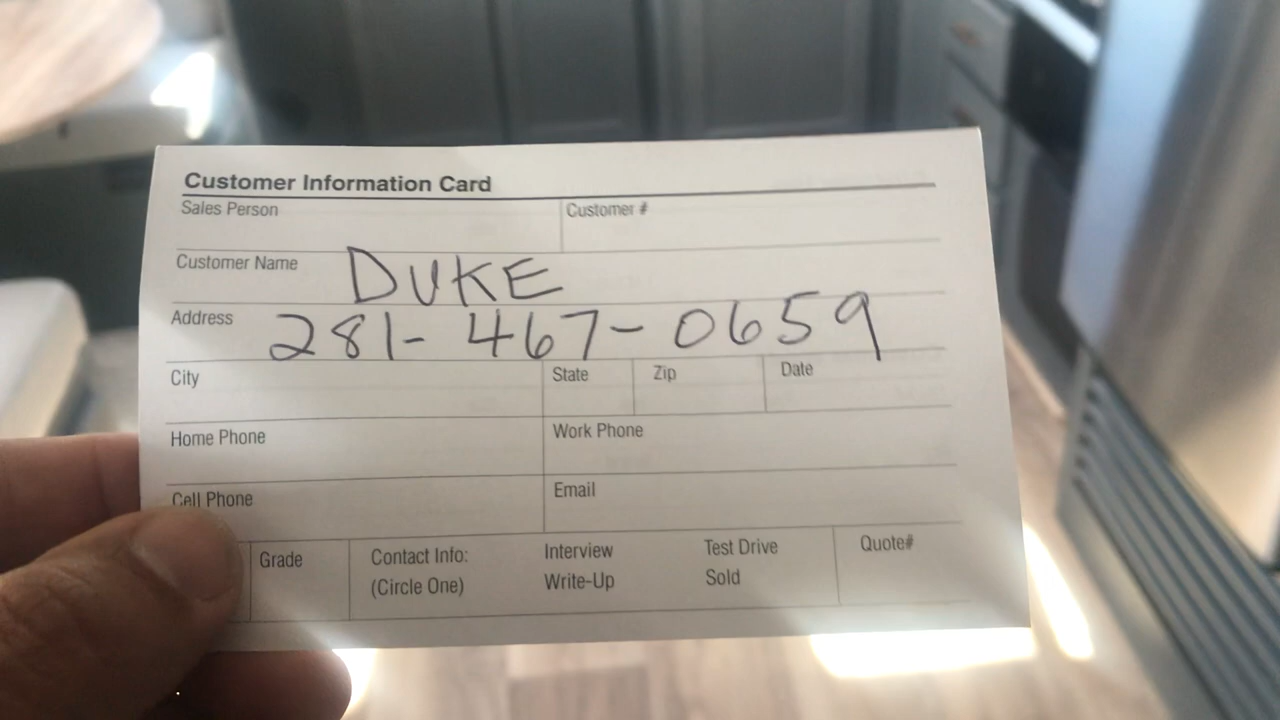 Customer Information Card
Sales Person Customer #
Customer Name DUKE
Address 281-467-0659
City State Zip Date
Home Phone Work Phone
Cell Phone Email
Grade Contact Info: Interview Test Drive Quote#
(Circle One) Write-Up Sold